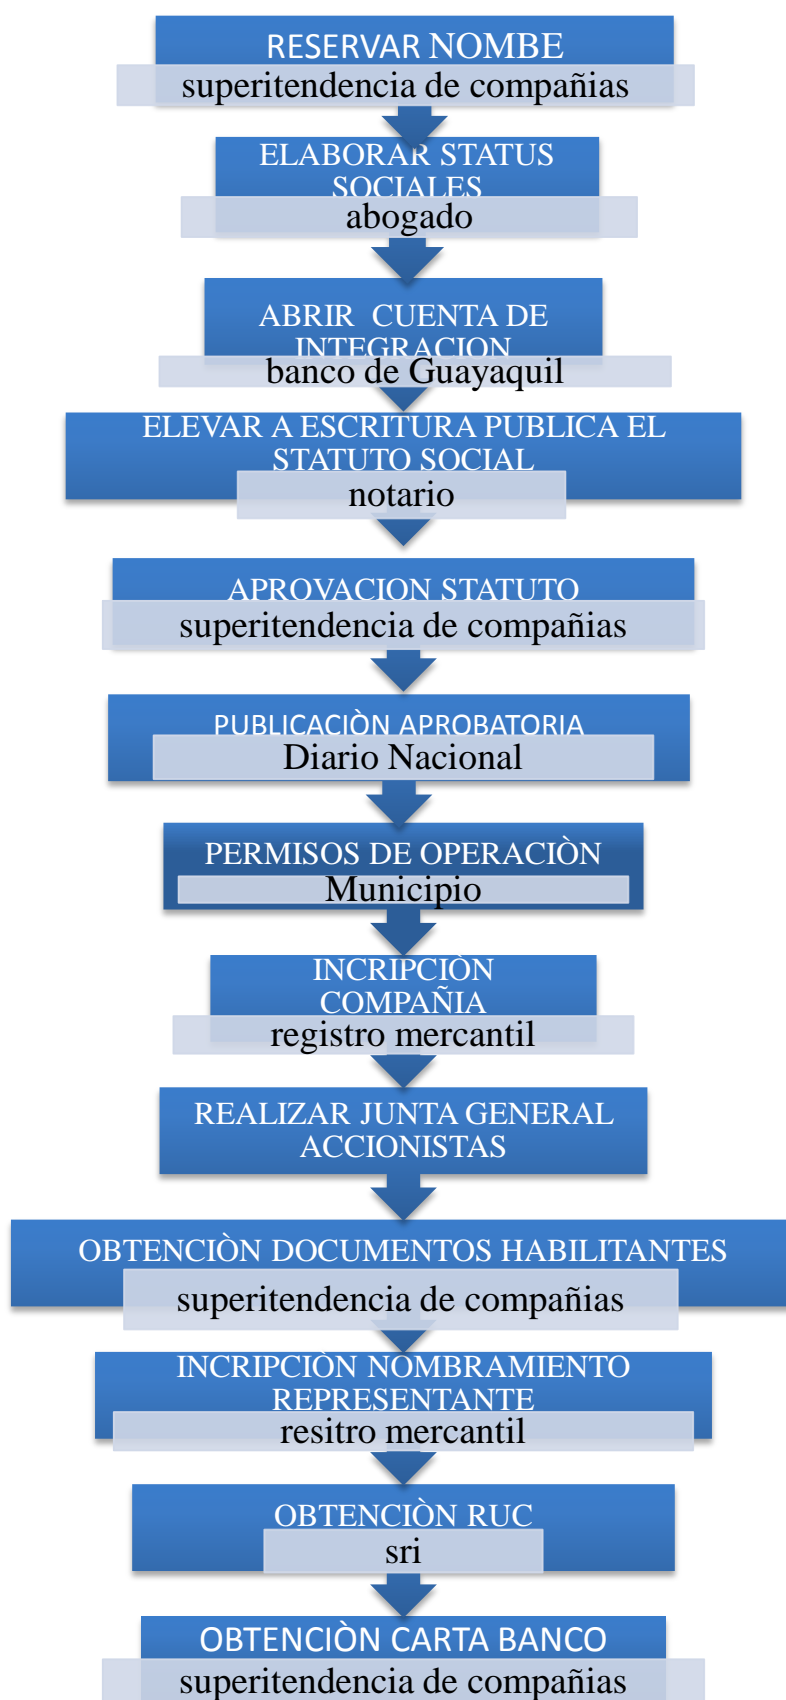 RESERVAR NOMBE
superitendencia de compañias
ELABORAR STATUS
SOCIALES
abogado
ABRIR CUENTA DE
INTEGRACION
banco de Guayaquil
ELEVAR A ESCRITURA PUBLICA EL
STATUTO SOCIAL
notario
APROVACION STATUTO
superitendencia de compañias
PUBLICACIÒN APROBATORIA
Diario Nacional
PERMISOS DE OPERACIÒN
Municipio
INCRIPCIÒN
COMPAÑIA
registro mercantil
REALIZAR JUNTA GENERAL
ACCIONISTAS
OBTENCIÒN DOCUMENTOS HABILITANTES
superitendencia de compañias
INCRIPCIÒN NOMBRAMIENTO
REPRESENTANTE
resitro mercantil
OBTENCIÒN RUC
sri
OBTENCIÒN CARTA BANCO
superitendencia de compañias